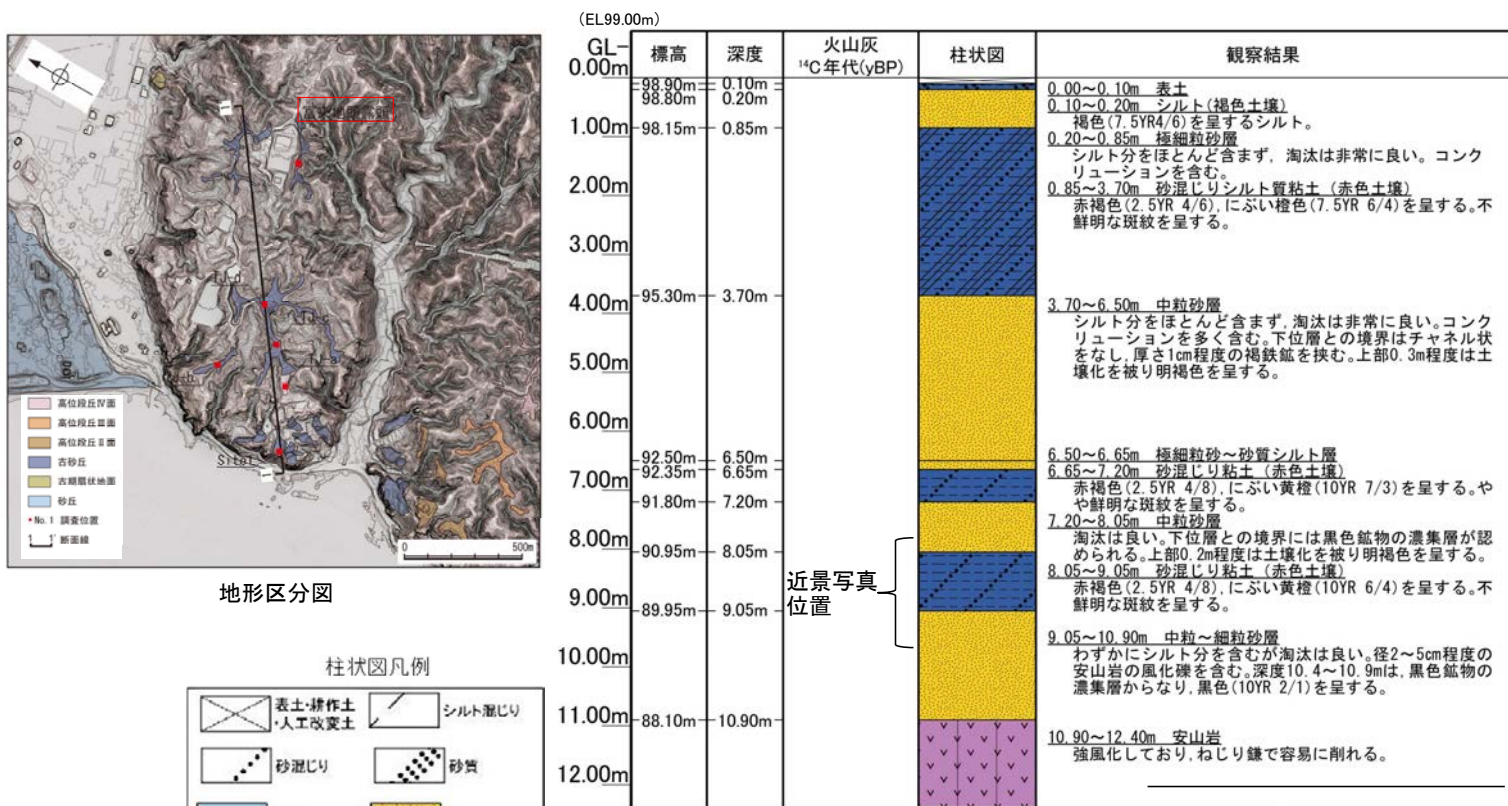 (EL99.00m)
GL-
0.00m
標高
深度
火山灰
¹⁴C年代(yBP)
柱状図
観察結果
98.90m
0.10m
98.80m
0.20m
1.00m
98.15m
0.85m
2.00m
3.00m
4.00m
95.30m
3.70m
5.00m
6.00m
92.50m
6.50m
92.35m
6.65m
7.00m
91.80m
7.20m
8.00m
90.95m
8.05m
9.00m
89.95m
9.05m
10.00m
11.00m
88.10m
10.90m
12.00m
近景写真
位置
0.00～0.10m 表土
0.10～0.20m シルト(褐色土壌)
褐色(7.5YR4/6)を呈するシルト。
0.20～0.85m 極細粒砂層
シルト分をほとんど含まず，淘汰は非常に良い。コンク
リューションを含む。
0.85～3.70m 砂混じりシルト質粘土（赤色土壌）
赤褐色(2.5YR 4/6),にぶい橙色(7.5YR 6/4)を呈する。不
鮮明な斑紋を呈する。
3.70～6.50m 中粒砂層
シルト分をほとんど含まず，淘汰は非常に良い。コンク
リューションを多く含む。下位層との境界はチャネル状
をなし，厚さ1cm程度の褐鉄鉱を挟む。上部0.3m程度は土
壌化を被り明褐色を呈する。
6.50～6.65m 極細粒砂～砂質シルト層
6.65～7.20m 砂混じり粘土（赤色土壌）
赤褐色(2.5YR 4/8),にぶい黄橙(10YR 7/3)を呈する。や
や鮮明な斑紋を呈する。
7.20～8.05m 中粒砂層
淘汰は良い。下位層との境界には黒色鉱物の濃集層が認
められる。上部0.2m程度は土壌化を被り明褐色を呈する。
8.05～9.05m 砂混じり粘土（赤色土壌）
赤褐色(2.5YR 4/8),にぶい黄橙(10YR 6/4)を呈する。不
鮮明な斑紋を呈する。
9.05～10.90m 中粒～細粒砂層
わずかにシルト分を含むが淘汰は良い。径2～5cm程度の
安山岩の風化礫を含む。深度10.4～10.9mは，黒色鉱物の
濃集層からなり,黒色(10YR 2/1)を呈する。
10.90～12.40m 安山岩
強風化しており,ねじり鎌で容易に削れる。
高位段丘Ⅳ面
高位段丘Ⅲ面
高位段丘Ⅱ面
古砂丘
古期扇状地面
砂丘
No.1 調査位置
1 1' 断面線
0 500m
地形区分図
柱状図凡例
表土・耕作土
・人工改変土
シルト混じり
砂混じり
砂質